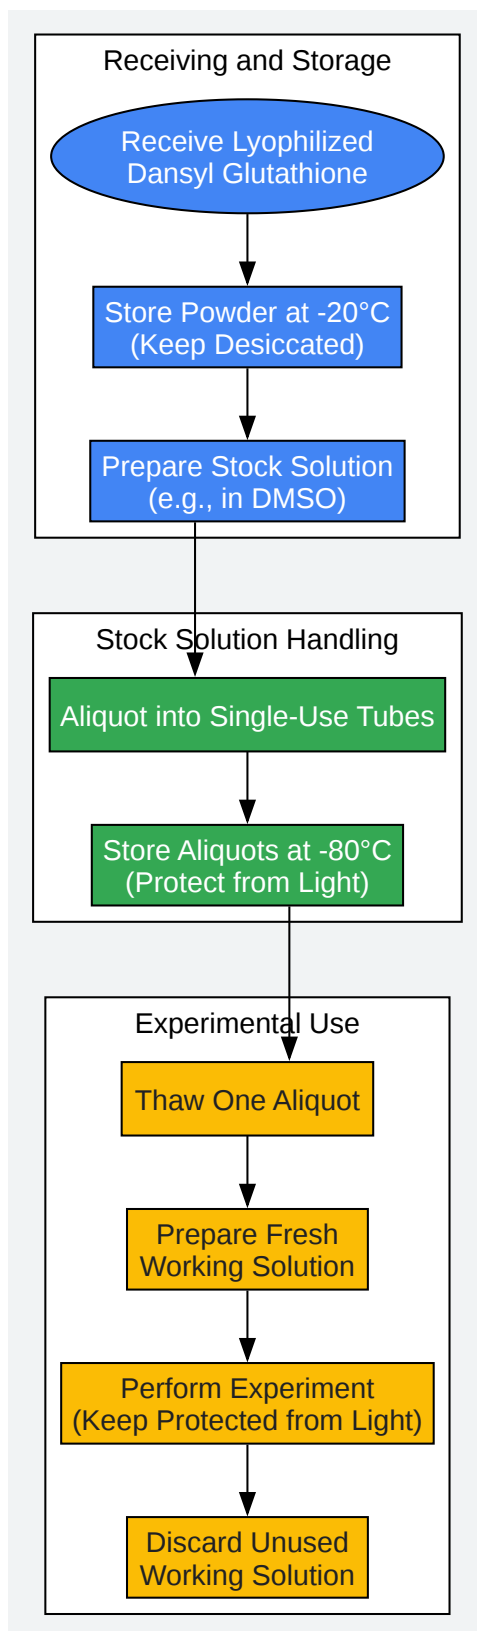 Receiving and Storage
Receive Lyophilized
Dansyl Glutathione
Store Powder at -20°C
(Keep Desiccated)
Prepare Stock Solution
(e.g., in DMSO)
Stock Solution Handling
Aliquot into Single-Use Tubes
Store Aliquots at -80°C
(Protect from Light)
Experimental Use
Thaw One Aliquot
Prepare Fresh
Working Solution
Perform Experiment
(Keep Protected from Light)
Discard Unused
Working Solution